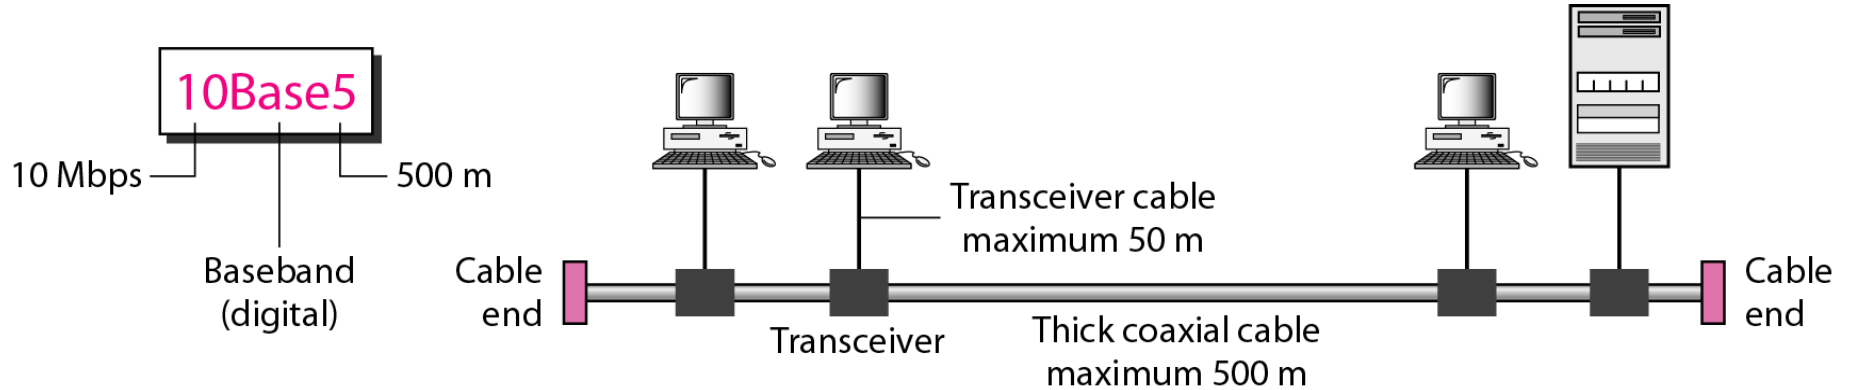 10Base5
10 Mbps
500 m
Baseband
(digital)
Cable
end
Transceiver cable
maximum 50 m
Transceiver
Thick coaxial cable
maximum 500 m
Cable
end